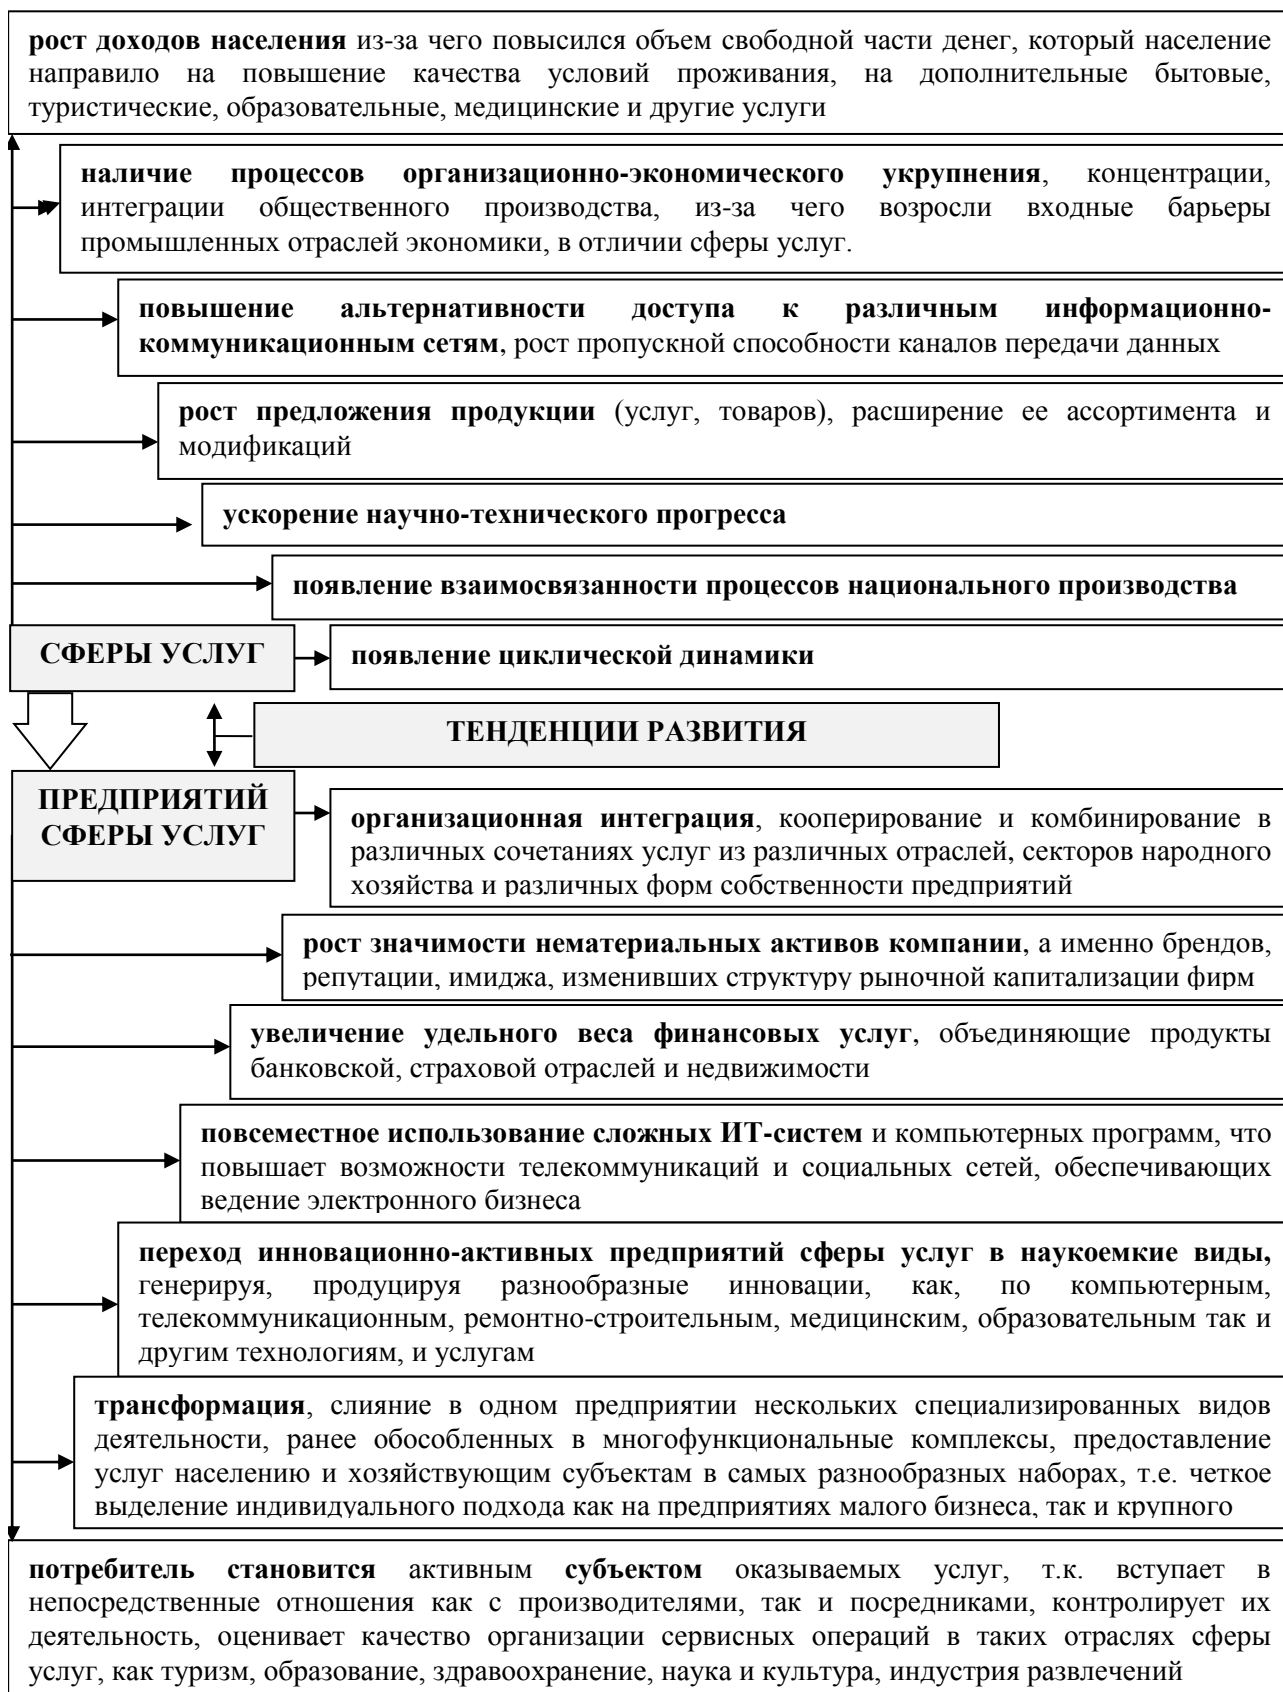 рост доходов населения из-за чего повысился объем свободной части денег, который население
направило на повышение качества условий проживания, на дополнительные бытовые,
туристические, образовательные, медицинские и другие услуги
наличие процессов организационно-экономического укрупнения, концентрации,
интеграции общественного производства, из-за чего возросли входные барьеры
промышленных отраслей экономики, в отличии сферы услуг.
повышение альтернативности доступа к различным информационно-
коммуникационным сетям, рост пропускной способности каналов передачи данных
рост предложения продукции (услуг, товаров), расширение ее ассортимента и
модификаций
ускорение научно-технического прогресса
появление взаимосвязанности процессов национального производства
СФЕРЫ УСЛУГ
появление циклической динамики
ТЕНДЕНЦИИ РАЗВИТИЯ
ПРЕДПРИЯТИЙ
СФЕРЫ УСЛУГ
организационная интеграция, кооперирование и комбинирование в
различных сочетаниях услуг из различных отраслей, секторов народного
хозяйства и различных форм собственности предприятий
рост значимости нематериальных активов компании, а именно брендов,
репутации, имиджа, изменивших структуру рыночной капитализации фирм
увеличение удельного веса финансовых услуг, объединяющие продукты
банковской, страховой отраслей и недвижимости
повсеместное использование сложных ИТ-систем и компьютерных программ, что
повышает возможности телекоммуникаций и социальных сетей, обеспечивающих
ведение электронного бизнеса
переход инновационно-активных предприятий сферы услуг в наукоемкие виды,
генерируя, продуцируя разнообразные инновации, как, по компьютерным,
телекоммуникационным, ремонтно-строительным, медицинским, образовательным так и
другим технологиям, и услугам
трансформация, слияние в одном предприятии нескольких специализированных видов
деятельности, ранее обособленных в многофункциональные комплексы, предоставление
услуг населению и хозяйствующим субъектам в самых разнообразных наборах, т.е. четкое
выделение индивидуального подхода как на предприятиях малого бизнеса, так и крупного
потребитель становится активным субъектом оказываемых услуг, т.к. вступает в
непосредственные отношения как с производителями, так и посредниками, контролирует их
деятельность, оценивает качество организации сервисных операций в таких отраслях сферы
услуг, как туризм, образование, здравоохранение, наука и культура, индустрия развлечений